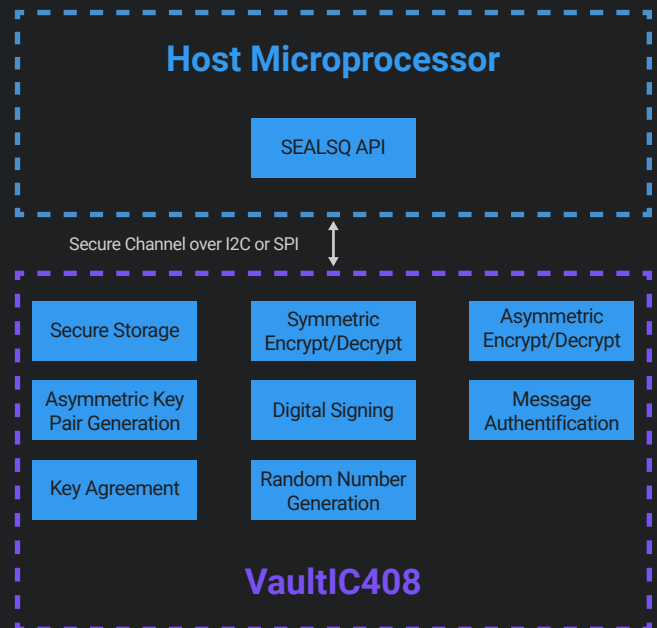 Host Microprocessor
SEALSQ API
Secure Channel over I2C or SPI
Secure Storage
Symmetric
Encrypt/Decrypt
Asymmetric
Encrypt/Decrypt
Asymmetric Key
Pair Generation
Digital Signing
Message
Authentification
Key Agreement
Random Number
Generation
VaultIC408